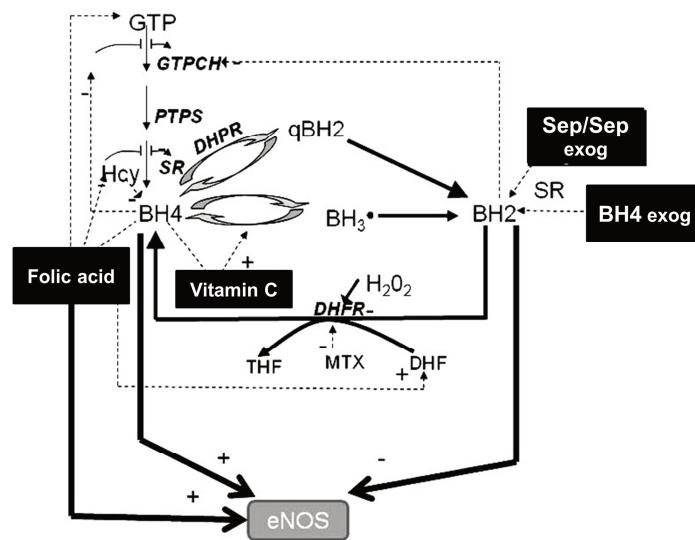 GTP
GTPCH
-
-
PTPS
DHPR
qBH2
SR
Hcy
-
-
Sep/Sep
exog
SR
BH4
BH3•
BH2
BH4 exog
Folic acid
Vitamin C
+
H2O2
DHFR-
THF
-
MTX
+
DHF
+
-
+
eNOS